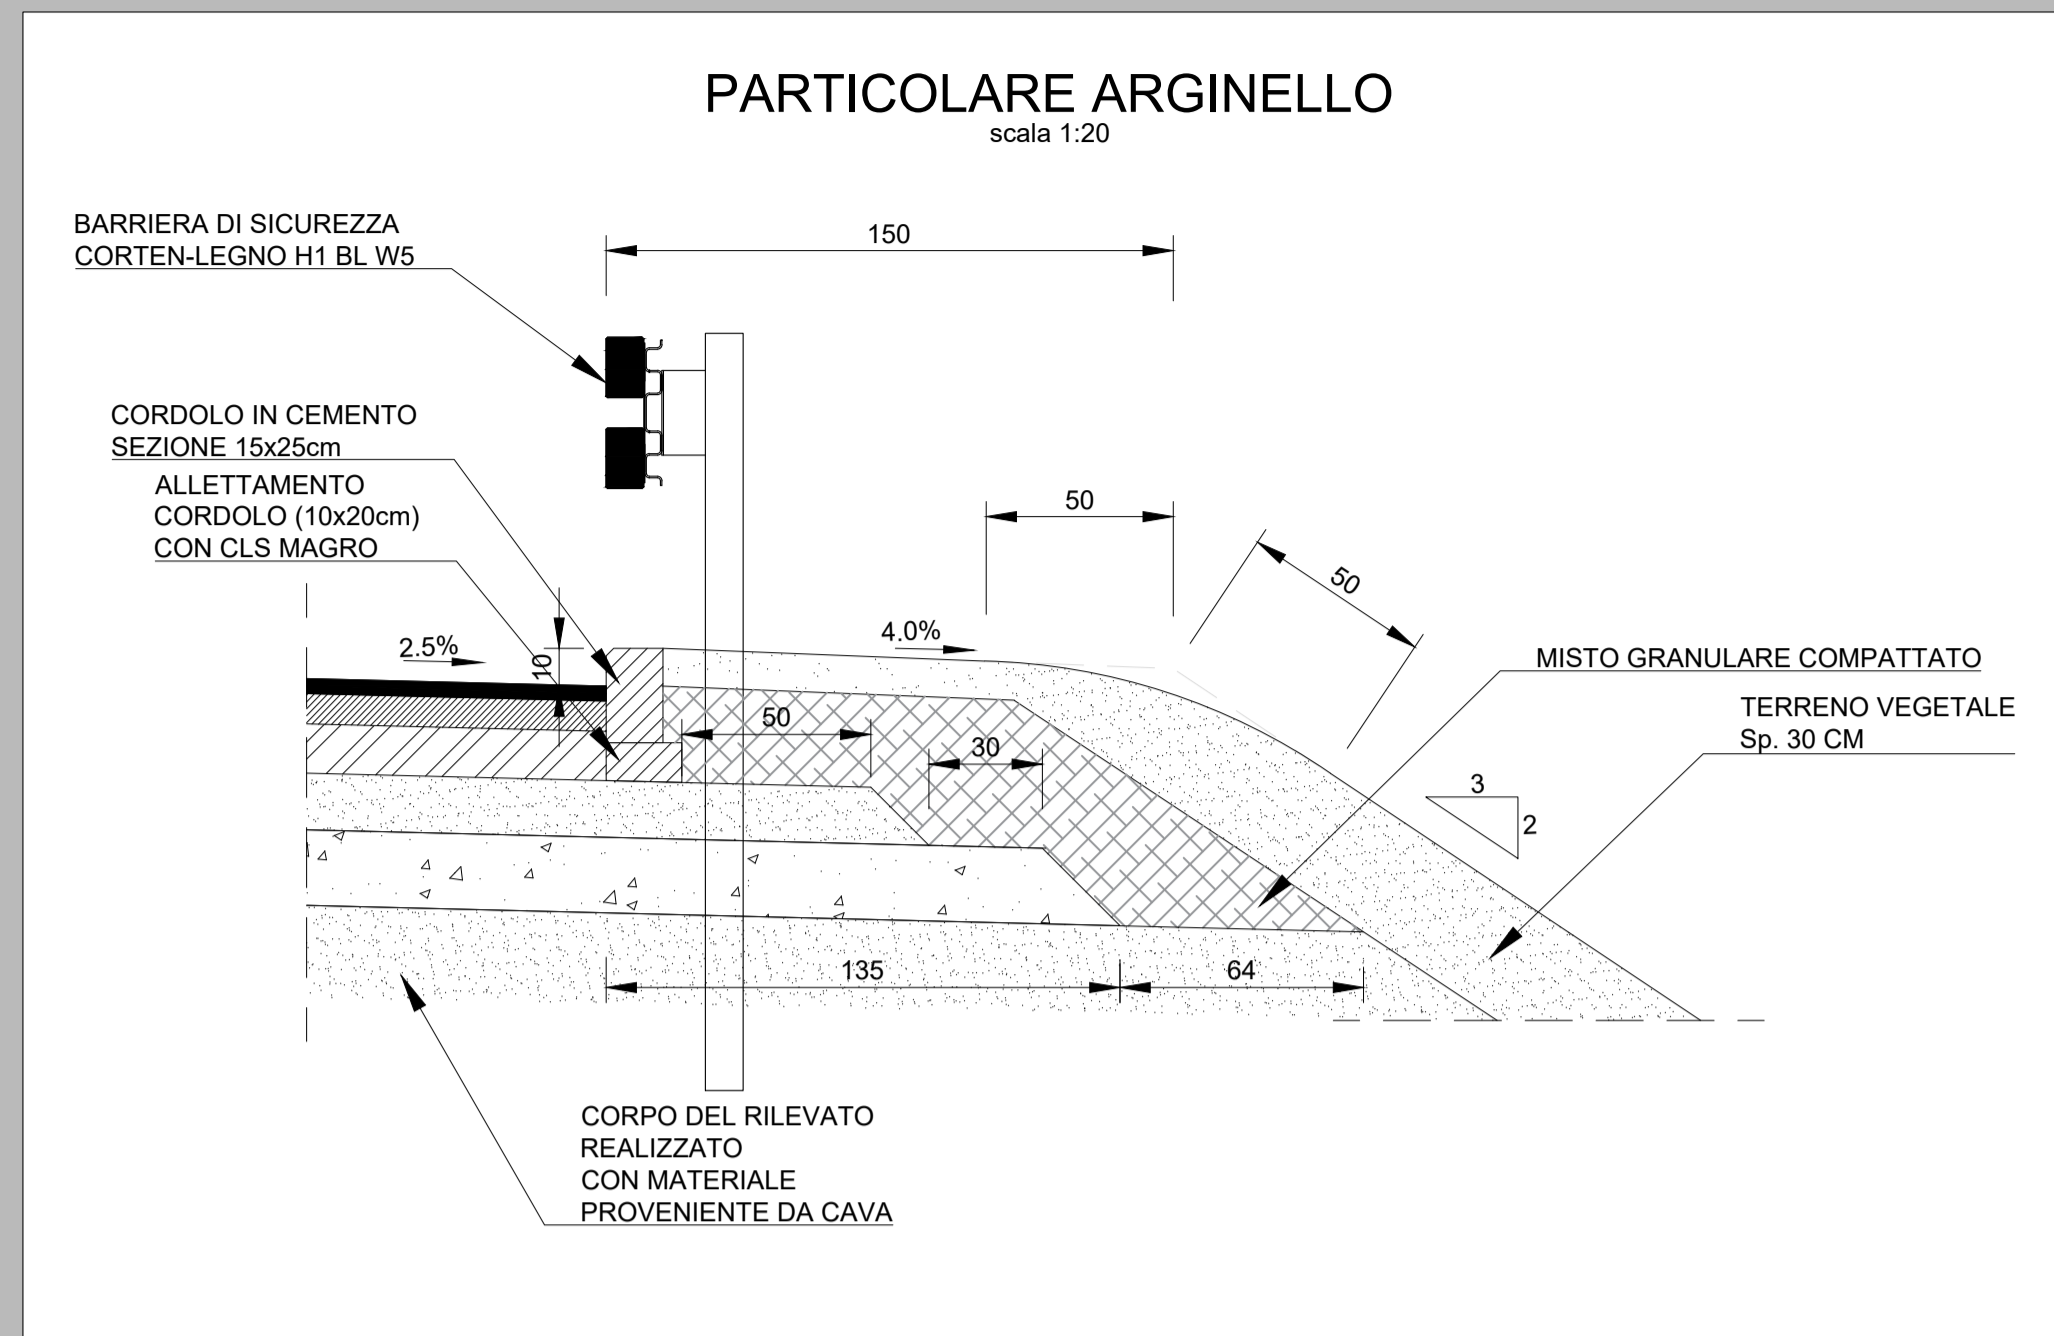 PARTICOLARE ARGINELLO
scala 1:20
BARRIERA DI SICUREZZA
CORTEN-LEGNO H1 BL W5
150
CORDOLO IN CEMENTO
SEZIONE 15x25cm
ALLETTAMENTO
CORDOLO (10x20cm)
CON CLS MAGRO
50
50
2.5%
10
4.0%
MISTO GRANULARE COMPATTATO
TERRENO VEGETALE
Sp. 30 CM
50
30
3
2
135
64
CORPO DEL RILEVATO
REALIZZATO
CON MATERIALE
PROVENIENTE DA CAVA